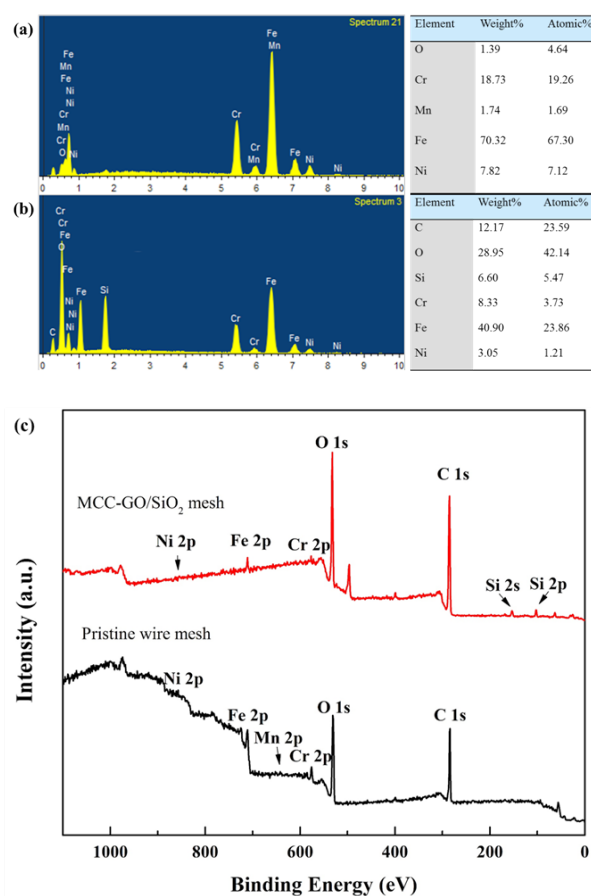 (a)
Spectrum 21
Fe
Mn
Fe
Mn
Fe
Ni
Ni
Cr
Mn
O
Ni
Cr
Cr
Mn
Fe
Ni
Ni
0 1 2 3 4 5 6 7 8 9 10
Element Weight% Atomic%
O 1.39 4.64
Cr 18.73 19.26
Mn 1.74 1.69
Fe 70.32 67.30
Ni 7.82 7.12
(b)
Spectrum 3
Cr
Cr
Fe
O
Fe
Ni
Ni
C
Fe
Si
Cr
Cr
Fe
Fe
Ni
Ni
0 1 2 3 4 5 6 7 8 9 10
Element Weight% Atomic%
C 12.17 23.59
O 28.95 42.14
Si 6.60 5.47
Cr 8.33 3.73
Fe 40.90 23.86
Ni 3.05 1.21
(c)
O 1s
C 1s
MCC-GO/SiO₂ mesh
Ni 2p
Fe 2p
Cr 2p
Si 2s
Si 2p
Pristine wire mesh
Ni 2p
Fe 2p
Mn 2p
Cr 2p
O 1s
C 1s
Intensity (a.u.)
1000 800 600 400 200 0
Binding Energy (eV)